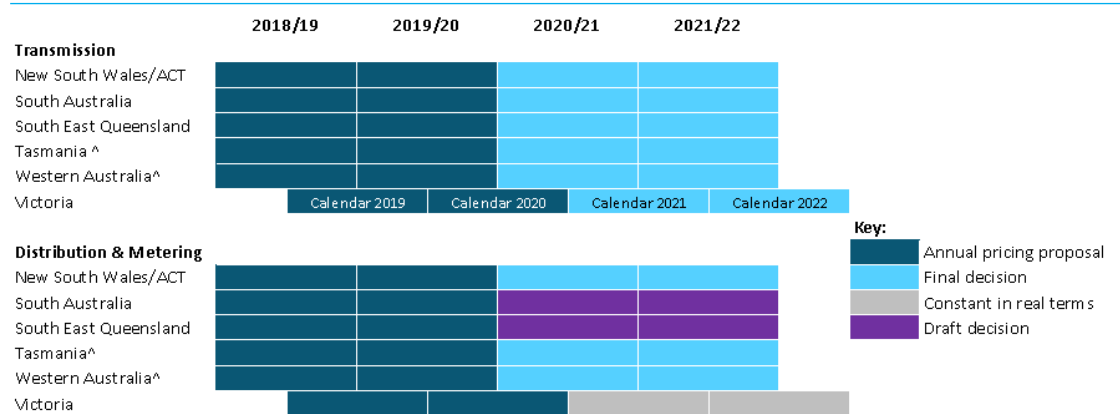 2018/19 2019/20 2020/21 2021/22
Transmission
New South Wales/ACT
South Australia
South East Queensland
Tasmania ^
Western Australia^
Victoria Calendar 2019 Calendar 2020 Calendar 2021 Calendar 2022
Key:
Distribution & Metering Annual pricing proposal
New South Wales/ACT Final decision
South Australia Constant in real terms
South East Queensland Draft decision
Tasmania^
Western Australia^
Victoria